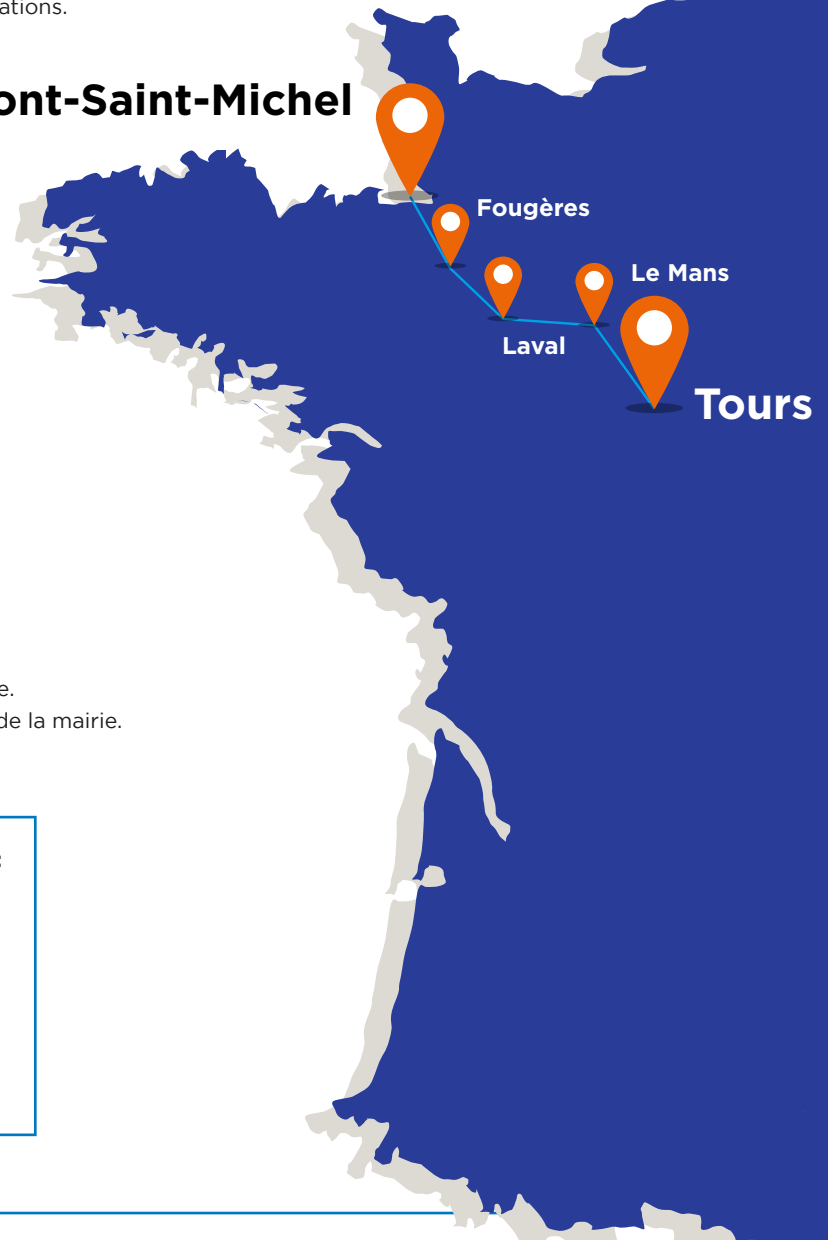 ations.
ont-Saint-Michel
Fougères
Le Mans
Laval
Tours
e.
de la mairie.
: